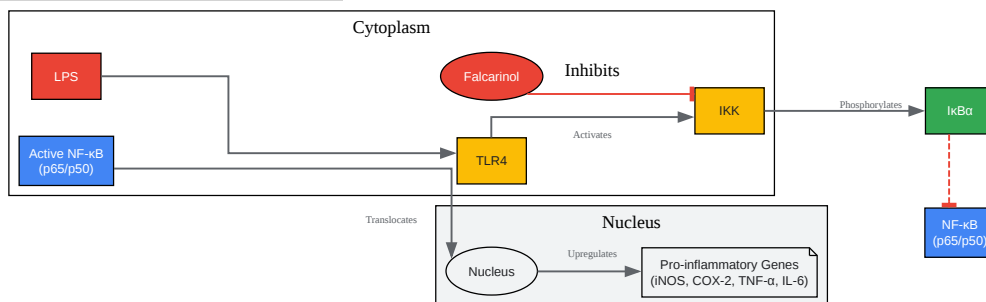 Cytoplasm
LPS
Falcarinol
Inhibits
IKK
Phosphorylates
IκBα
Activates
Active NF-κB
(p65/p50)
TLR4
Translocates
Nucleus
NF-κB
(p65/p50)
Nucleus
Upregulates
Pro-inflammatory Genes
(iNOS, COX-2, TNF-α, IL-6)